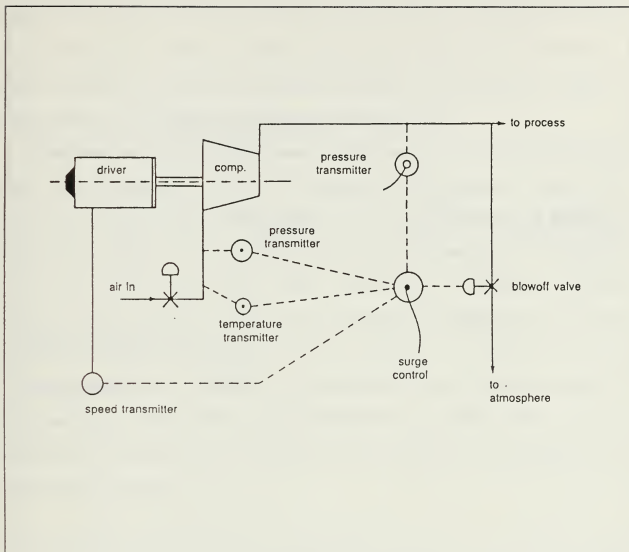 to process
driver
comp.
pressure
transmitter
pressure
transmitter
air in
blowoff valve
temperature
transmitter
surge
control
to
atmosphere
speed transmitter